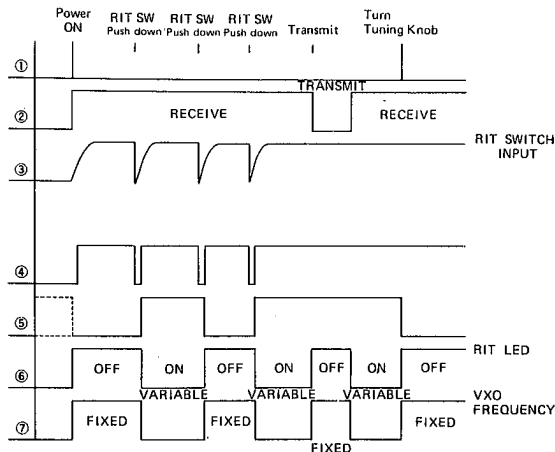 Power
ON
RIT SW
Push down
RIT SW
Push down
RIT SW
Push down
Transmit
Turn
Tuning Knob
①
TRANSMIT
②
RECEIVE
RECEIVE
RIT SWITCH
INPUT
③
④
⑤
RIT LED
⑥
OFF
ON
OFF
ON
OFF
ON
OFF
VARIABLE
VARIABLE
VARIABLE
VXO
FREQUENCY
⑦
FIXED
FIXED
FIXED
FIXED